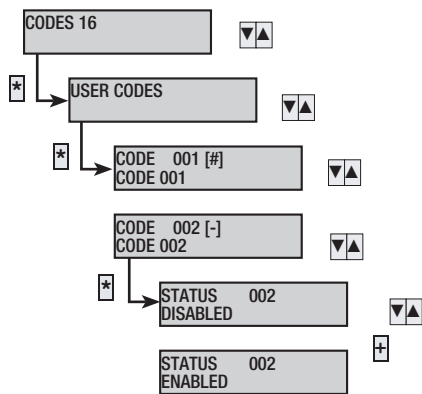 CODES 16
▼▲
*
USER CODES
▼▲
*
CODE 001 [#]
CODE 001
▼▲
CODE 002 [-]
CODE 002
▼▲
*
STATUS 002
DISABLED
▼▲
+
STATUS 002
ENABLED